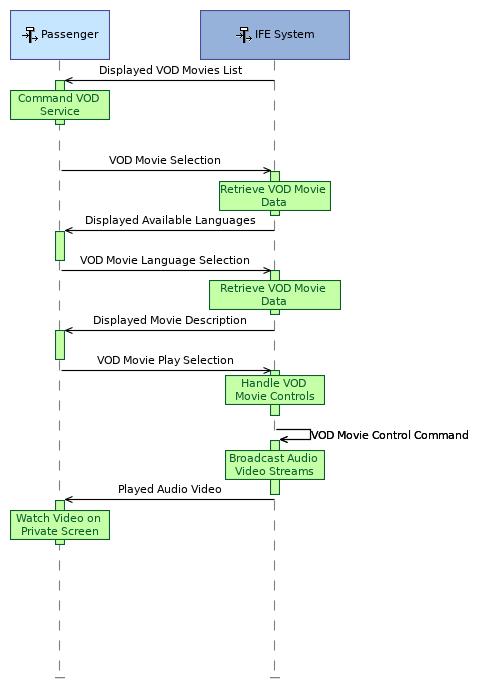 Passenger
IFE System
Displayed VOD Movies List
Command VOD
Service
VOD Movie Selection
Retrieve VOD Movie
Data
Displayed Available Languages
VOD Movie Language Selection
Retrieve VOD Movie
Data
Displayed Movie Description
VOD Movie Play Selection
Handle VOD
Movie Controls
VOD Movie Control Command
Broadcast Audio
Video Streams
Played Audio Video
Watch Video on
Private Screen